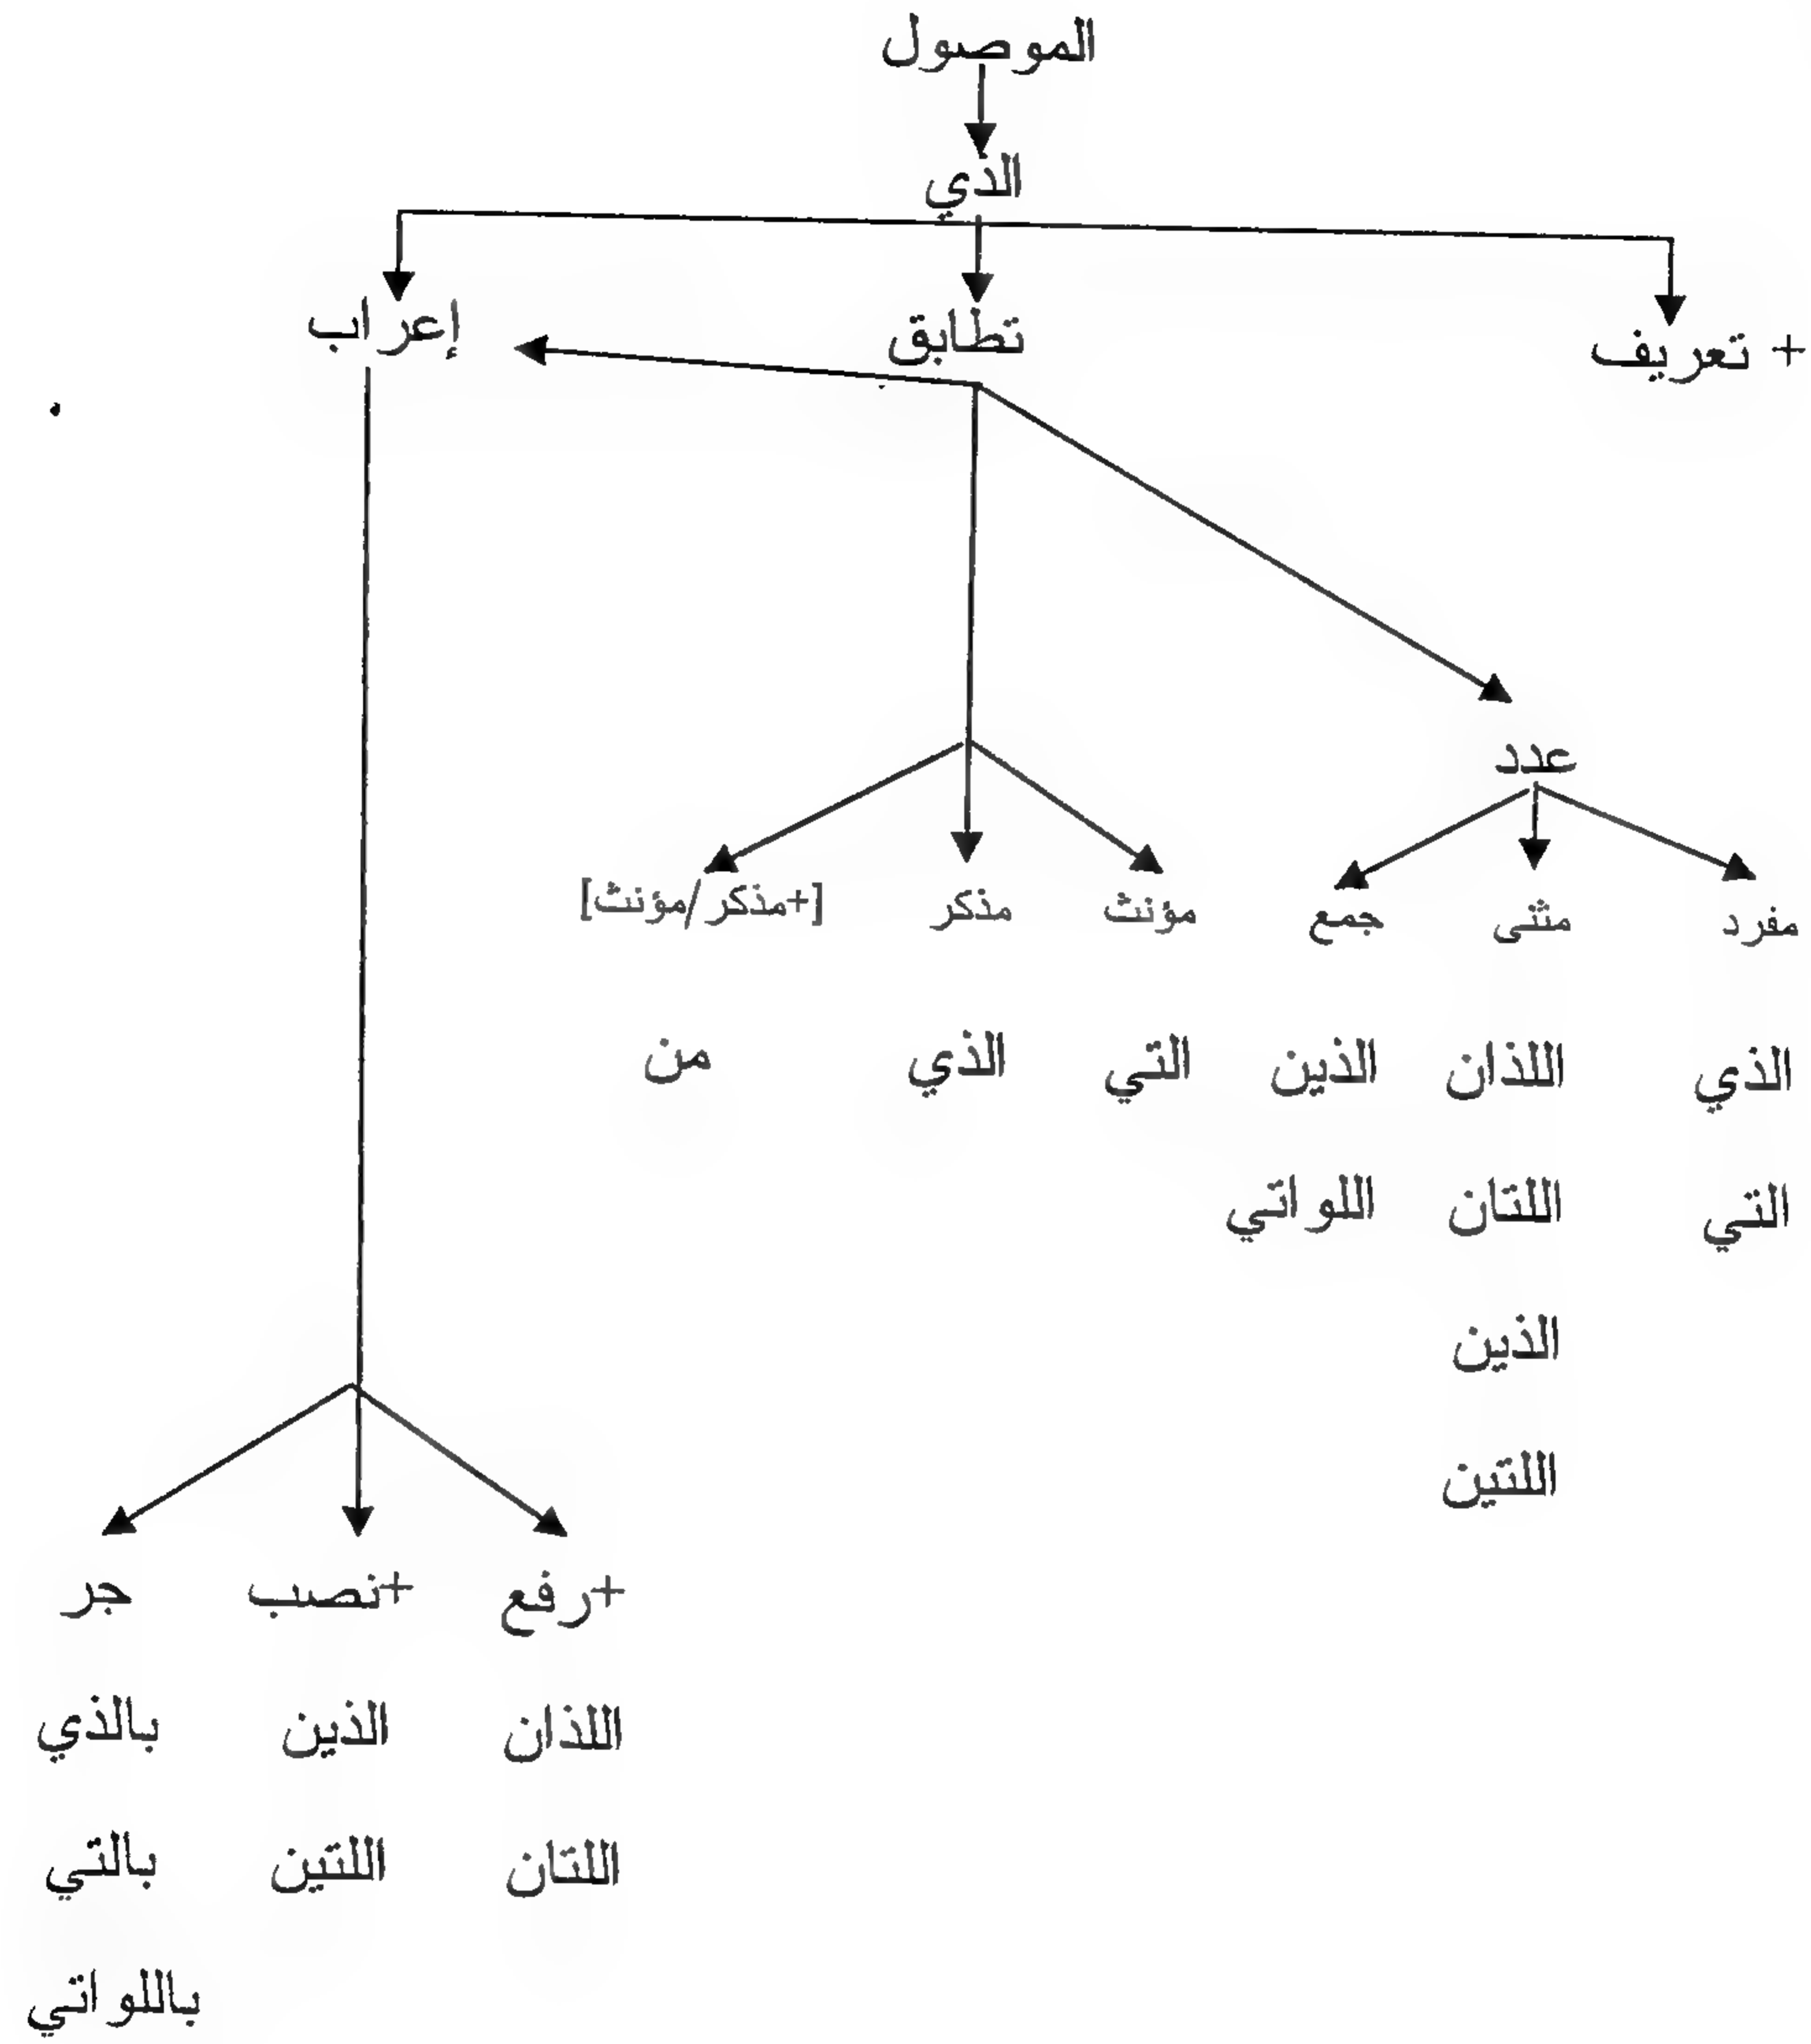 الموصول
الذي
+ تعريف تطابق إعراب
عدد
مفرد مثنى جمع مؤنث مذكر [+مذكر/مؤنث]
الذي اللذان الذين التي الذي من
التي اللتان اللواتي
الذين
اللتين
+رفع +نصب جر
اللذان الذين بالذي
اللتان اللتين بالتي
باللواتي